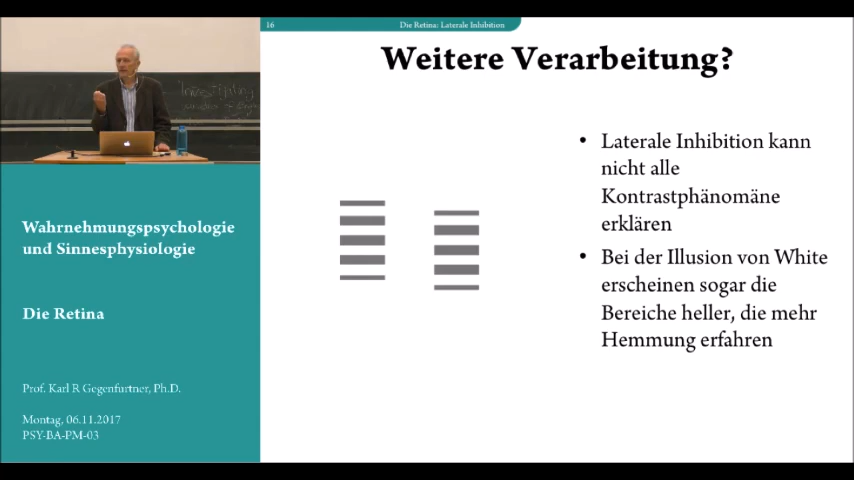 16
Die Retina: Laterale Inhibition
Weitere Verarbeitung?
• Laterale Inhibition kann
nicht alle
Kontrastphänomäne
erklären
• Bei der Illusion von White
erscheinen sogar die
Bereiche heller, die mehr
Hemmung erfahren
Wahrnehmungspsychologie
und Sinnesphysiologie
Die Retina
Prof. Karl R Gegenfurtner, Ph.D.
Montag, 06.11.2017
PSY-BA-PM-03